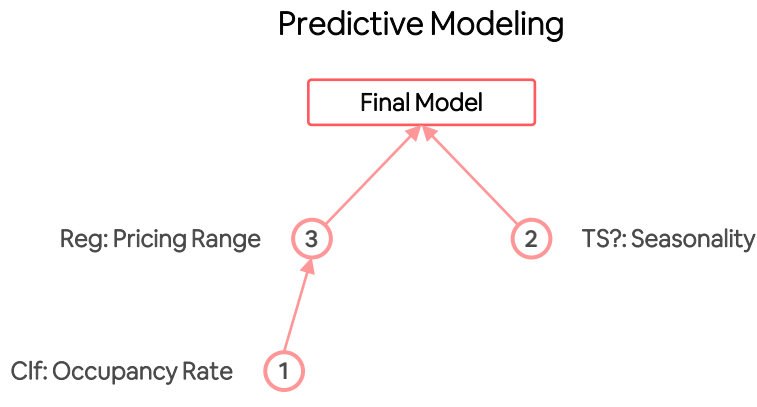 Predictive Modeling
Final Model
Reg: Pricing Range
3
2
TS?: Seasonality
Clf: Occupancy Rate
1